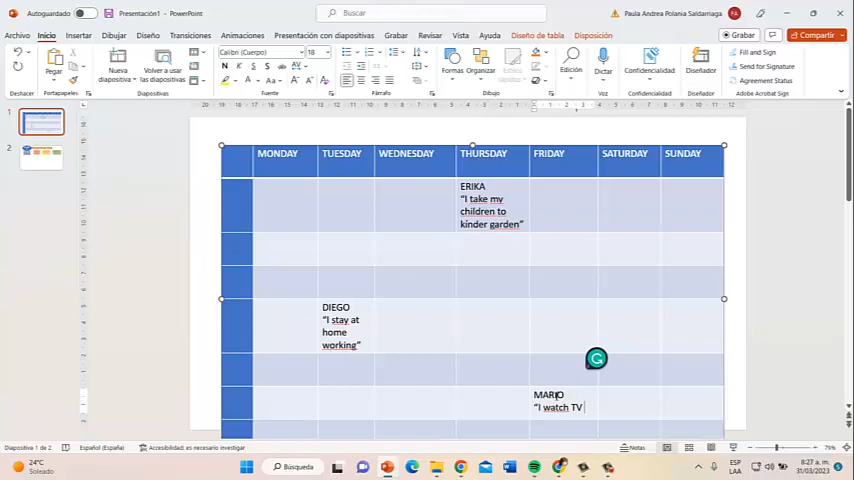 Autoguardado
Presentación1 - PowerPoint
Buscar
Paula Andrea Polania Saldarriaga
Archivo Inicio Insertar Dibujar Diseño Transiciones Animaciones Presentación con diapositivas Grabar Revisar Vista Ayuda Diseño de tabla Disposición
Grabar
Compartir
Pegar
Nueva diapositiva
Volver a usar las diapositivas
Calibri (Cuerpo) 18
N K S S
Formas Organizar
Edición
Dictar
Confidencialidad
Diseñador
Fill and Sign
Send for Signature
Agreement Status
Deshacer Portapapeles Diapositivas Fuente Párrafo Dibujo Voz Confidencialidad Diseñador Adobe Acrobat Sign
1
2
MONDAY TUESDAY WEDNESDAY THURSDAY FRIDAY SATURDAY SUNDAY
ERIKA
“I take my
children to
kinder garden”
DIEGO
“I stay at
home
working”
MARIO
“I watch TV
Diapositiva 1 de 2 Español (España) Accesibilidad: es necesario investigar Notas 79%
24°C
Soleado
Búsqueda
ESP
LAA
8:27 a. m.
31/03/2023